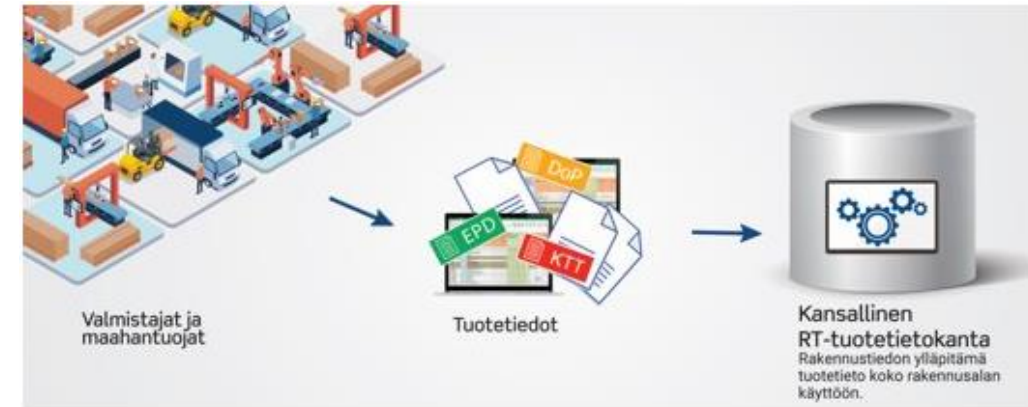 DoP
EPD
KTT
Valmistajat ja
maahantuojat
Tuotetiedot
Kansallinen
RT-tuotetietokanta
Rakennustiedon ylläpitämä
tuotetieto koko rakennusalan
käyttöön.